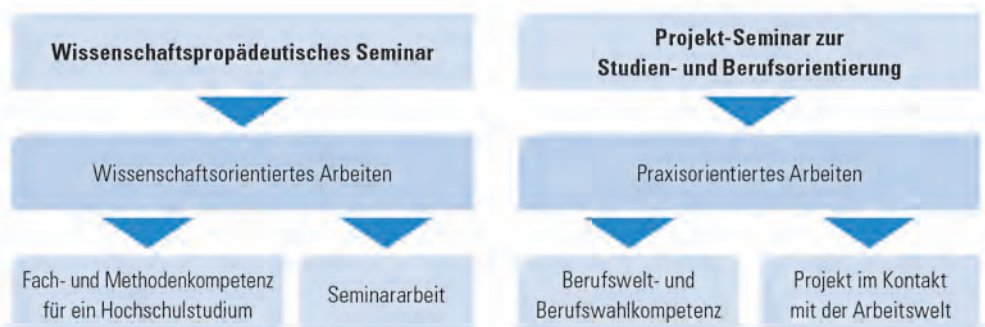 Wissenschaftspropädeutisches Seminar
Projekt-Seminar zur
Studien- und Berufsorientierung
Wissenschaftsorientiertes Arbeiten
Praxisorientiertes Arbeiten
Fach- und Methodenkompetenz
für ein Hochschulstudium
Seminararbeit
Berufswelt- und
Berufswahlkompetenz
Projekt im Kontakt
mit der Arbeitswelt